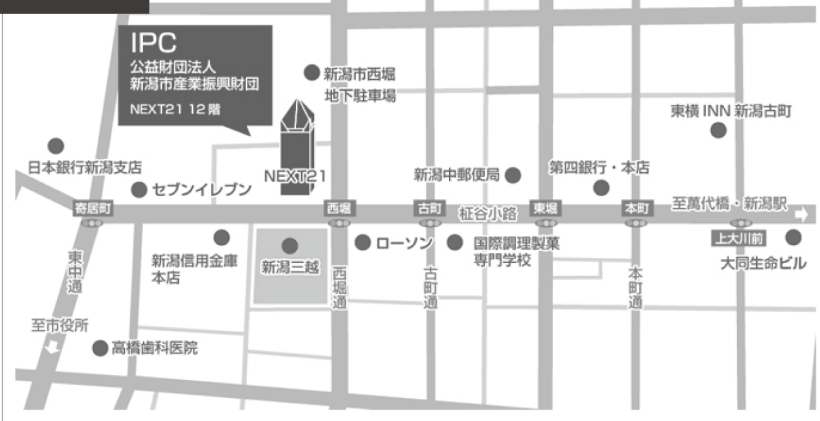 IPC
公益財団法人
新潟市産業振興財団
NEXT21 12階
新潟市西堀
地下駐車場
東横 INN 新潟古町
日本銀行新潟支店
セブンイレブン
NEXT21
新潟中郵便局
第四銀行・本店
寄居町
西堀
古町
柾谷小路
東堀
本町
至萬代橋・新潟駅
上大川前
東中通
新潟信用金庫
本店
新潟三越
ローソン
国際調理製菓
専門学校
大同生命ビル
西堀通
古町通
本町通
至市役所
高橋歯科医院